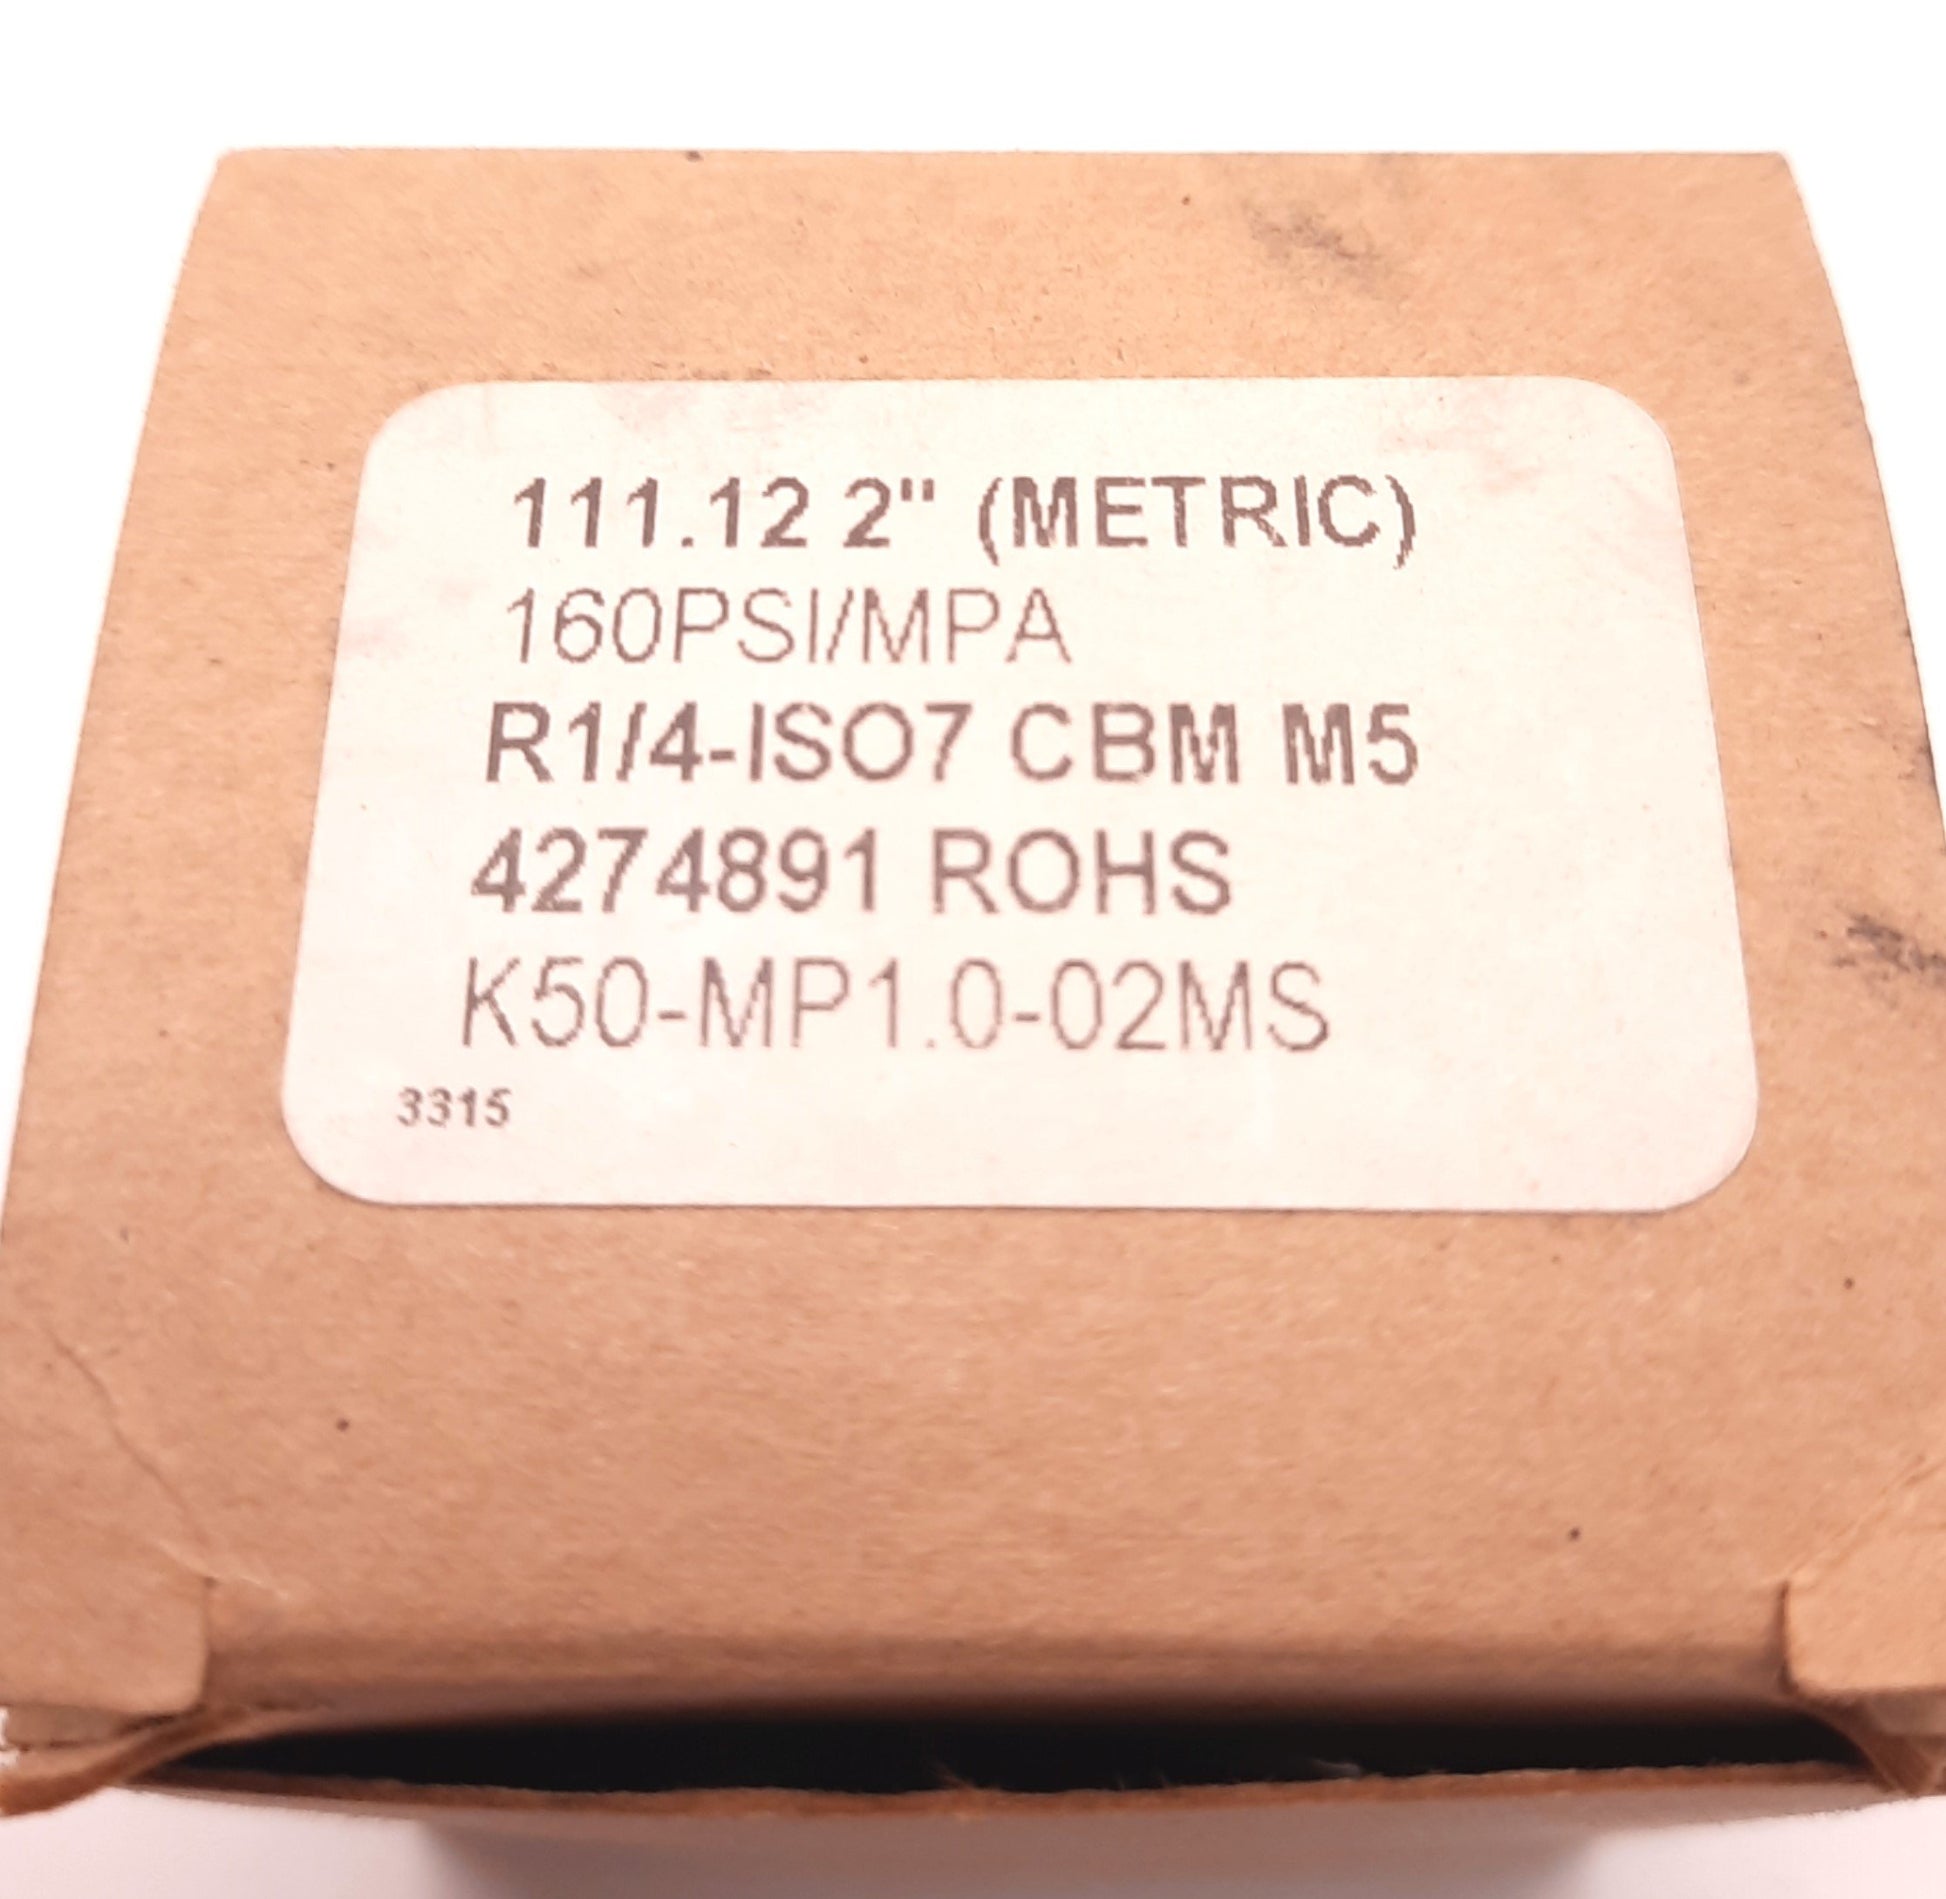 111.12 2" (METRIC)
160PSI/MPA
R1/4-ISO7 CBM M5
4274891 ROHS
K50-MP1.0-02MS
3315